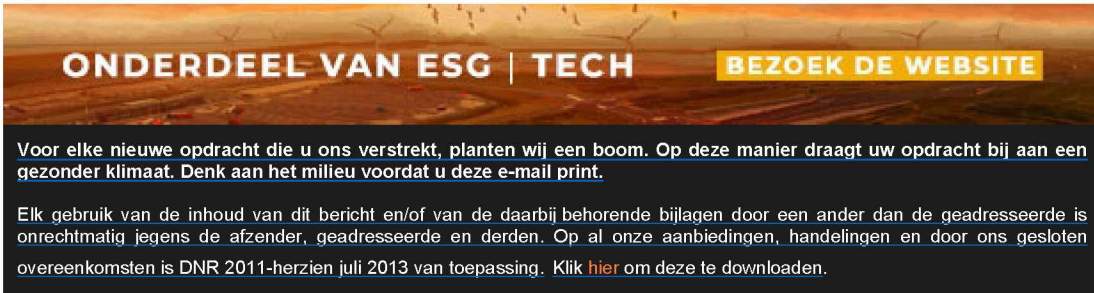 ONDERDEEL VAN ESG | TECH BEZOEK DE WEBSITE
Voor elke nieuwe opdracht die u ons verstrekt, planten wij een boom. Op deze manier draagt uw opdracht bij aan een
gezonder klimaat. Denk aan het milieu voordat u deze e-mail print.
Elk gebruik van de inhoud van dit bericht en/of van de daarbij behorende bijlagen door een ander dan de geadresseerde is
onrechtmatig jegens de afzender, geadresseerde en derden. Op al onze aanbiedingen, handelingen en door ons gesloten
overeenkomsten is DNR 2011-herzien juli 2013 van toepassing. Klik hier om deze te downloaden.